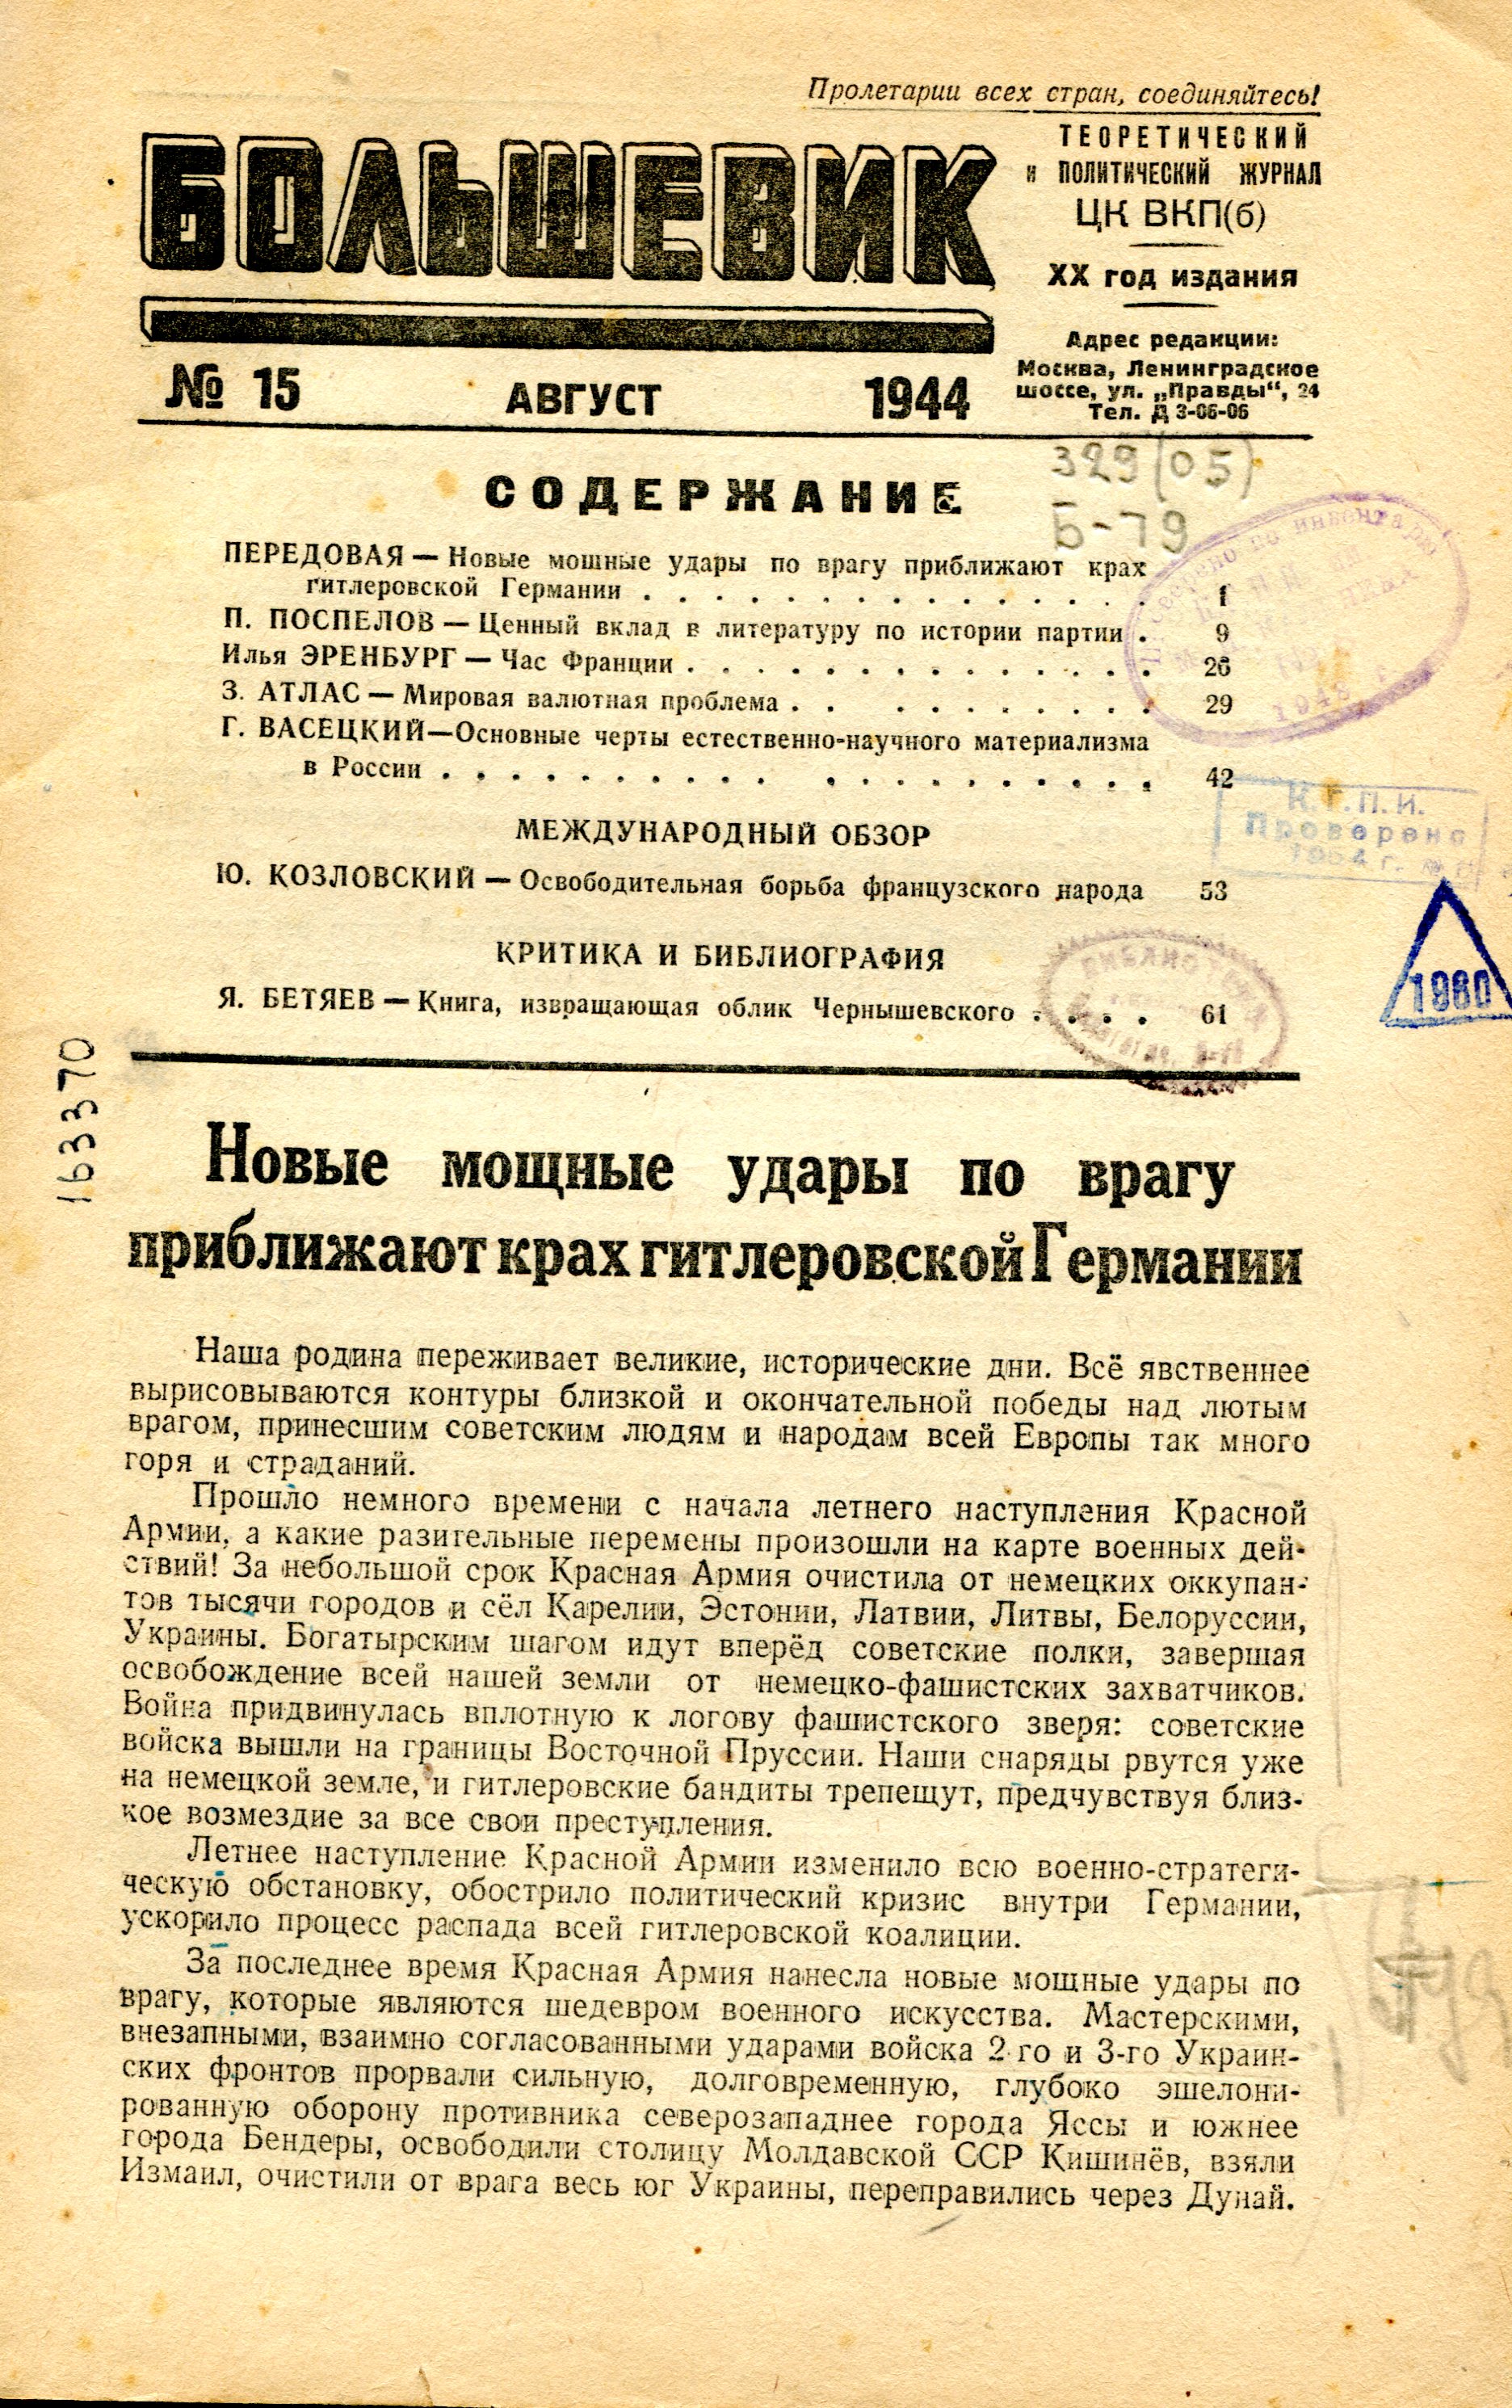 Пролетарии всех стран, соединяйтесь!
БОЛЬШЕВИК
ТЕОРЕТИЧЕСКИЙ
и ПОЛИТИЧЕСКИЙ ЖУРНАЛ
ЦК ВКП(б)
XX год издания
Адрес редакции:
Москва, Ленинградское
шоссе, ул. „Правды“, 24
Тел. Д 3-06-06
№ 15 АВГУСТ 1944
329(05)
Б-79
СОДЕРЖАНИЕ
ПЕРЕДОВАЯ — Новые мощные удары по врагу приближают крах
гитлеровской Германии . . . . . . . . . . . . . . . 1
П. ПОСПЕЛОВ — Ценный вклад в литературу по истории партии . 9
Илья ЭРЕНБУРГ — Час Франции . . . . . . . . . . . . . . 26
З. АТЛАС — Мировая валютная проблема . . . . . . . . . . 29
Г. ВАСЕЦКИЙ—Основные черты естественно-научного материализма
в России . . . . . . . . . . . . . . . . . . . . 42
К.Г.П.И.
Проверено
1954 г.
МЕЖДУНАРОДНЫЙ ОБЗОР
Ю. КОЗЛОВСКИЙ — Освободительная борьба французского народа 53
1960
КРИТИКА И БИБЛИОГРАФИЯ
Я. БЕТЯЕВ — Книга, извращающая облик Чернышевского . . . . 61
163370
Новые мощные удары по врагу
приближают крах гитлеровской Германии
Наша родина переживает великие, исторические дни. Всё явственнее
вырисовываются контуры близкой и окончательной победы над лютым
врагом, принесшим советским людям и народам всей Европы так много
горя и страданий.
Прошло немного времени с начала летнего наступления Красной
Армии, а какие разительные перемены произошли на карте военных дей-
ствий! За небольшой срок Красная Армия очистила от немецких оккупан-
тов тысячи городов и сёл Карелии, Эстонии, Латвии, Литвы, Белоруссии,
Украины. Богатырским шагом идут вперёд советские полки, завершая
освобождение всей нашей земли от немецко-фашистских захватчиков.
Война придвинулась вплотную к логову фашистского зверя: советские
войска вышли на границы Восточной Пруссии. Наши снаряды рвутся уже
на немецкой земле, и гитлеровские бандиты трепещут, предчувствуя близ-
кое возмездие за все свои преступления.
Летнее наступление Красной Армии изменило всю военно-стратеги-
ческую обстановку, обострило политический кризис внутри Германии,
ускорило процесс распада всей гитлеровской коалиции.
За последнее время Красная Армия нанесла новые мощные удары по
врагу, которые являются шедевром военного искусства. Мастерскими,
внезапными, взаимно согласованными ударами войска 2-го и 3-го Украин-
ских фронтов прорвали сильную, долговременную, глубоко эшелони-
рованную оборону противника северозападнее города Яссы и южнее
города Бендеры, освободили столицу Молдавской ССР Кишинёв, взяли
Измаил, очистили от врага весь юг Украины, переправились через Дунай.